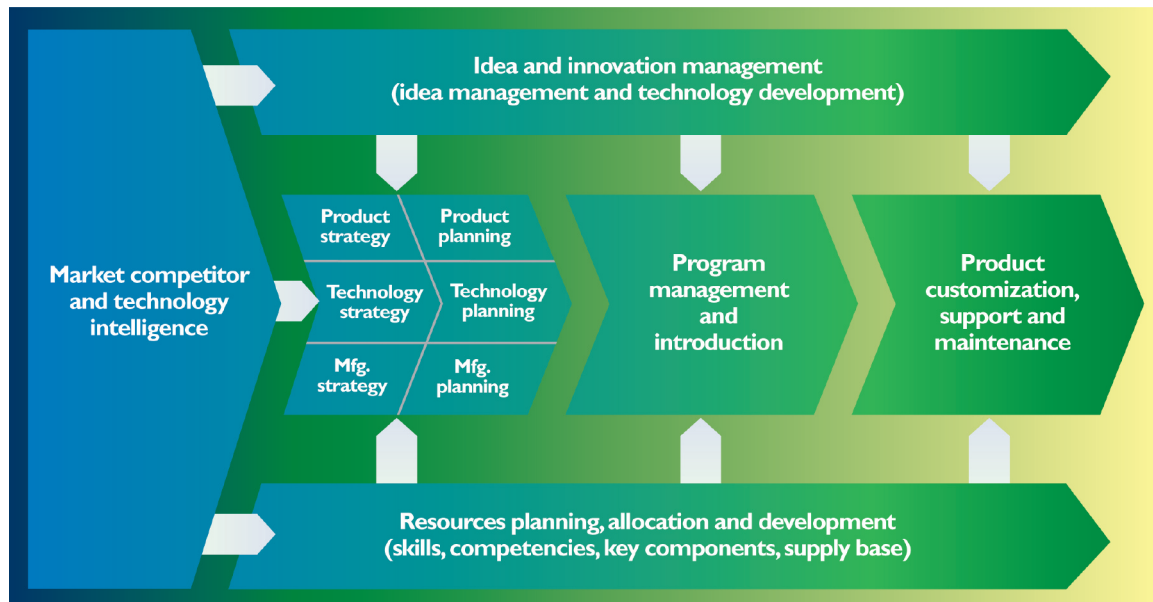 Idea and innovation management
(idea management and technology development)
Market competitor
and technology
intelligence
Product
strategy
Product
planning
Technology
strategy
Technology
planning
Mfg.
strategy
Mfg.
planning
Program
management
and
introduction
Product
customization,
support and
maintenance
Resources planning, allocation and development
(skills, competencies, key components, supply base)